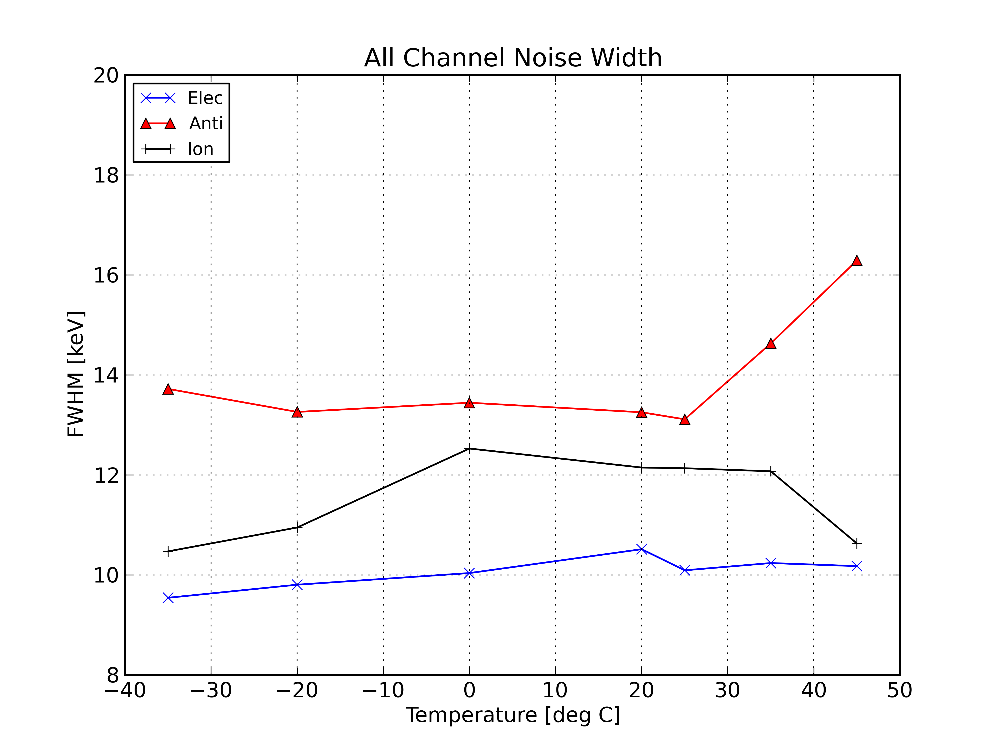 All Channel Noise Width
20
18
16
14
12
10
8
Elec
Anti
Ion
FWHM [keV]
−40 −30 −20 −10 0 10 20 30 40 50
Temperature [deg C]